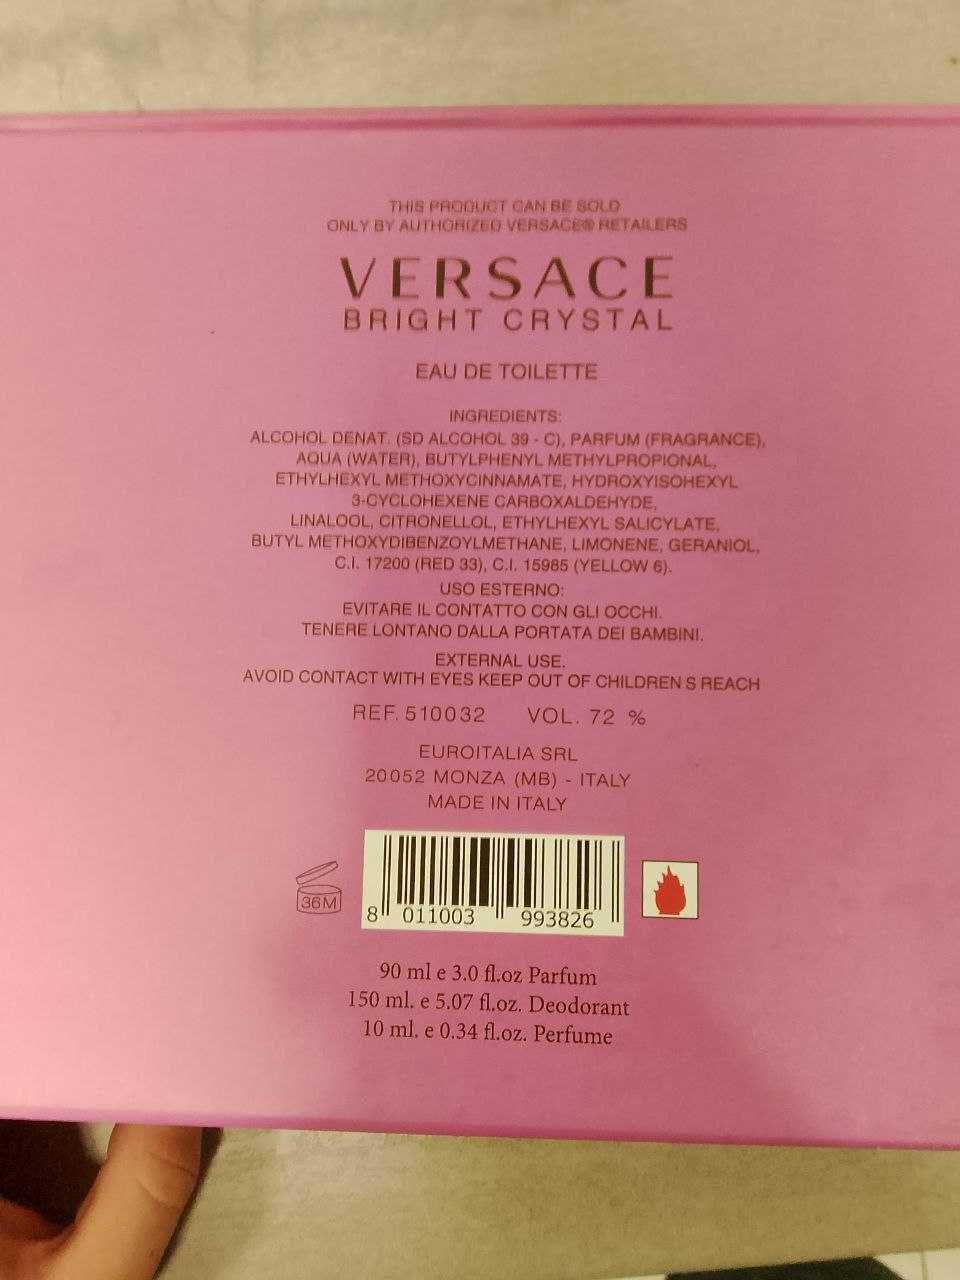 THIS PRODUCT CAN BE SOLD
ONLY BY AUTHORIZED VERSACE® RETAILERS
VERSACE
BRIGHT CRYSTAL
EAU DE TOILETTE
INGREDIENTS:
ALCOHOL DENAT. (SD ALCOHOL 39 - C), PARFUM (FRAGRANCE),
AQUA (WATER), BUTYLPHENYL METHYLPROPIONAL,
ETHYLHEXYL METHOXYCINNAMATE, HYDROXYISOHEXYL
3-CYCLOHEXENE CARBOXALDEHYDE,
LINALOOL, CITRONELLOL, ETHYLHEXYL SALICYLATE,
BUTYL METHOXYDIBENZOYLMETHANE, LIMONENE, GERANIOL,
C.I. 17200 (RED 33), C.I. 15985 (YELLOW 6).
USO ESTERNO:
EVITARE IL CONTATTO CON GLI OCCHI.
TENERE LONTANO DALLA PORTATA DEI BAMBINI.
EXTERNAL USE.
AVOID CONTACT WITH EYES KEEP OUT OF CHILDREN S REACH
REF. 510032 VOL. 72 %
EUROITALIA SRL
20052 MONZA (MB) - ITALY
MADE IN ITALY
36M
8 011003 993826
90 ml e 3.0 fl.oz Parfum
150 ml. e 5.07 fl.oz. Deodorant
10 ml. e 0.34 fl.oz. Perfume